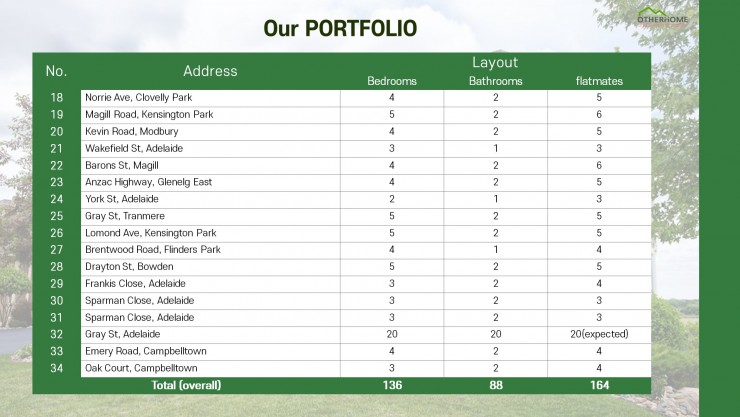 OTHERHOME
Our PORTFOLIO
No. Address Layout
Bedrooms Bathrooms flatmates
18 Norrie Ave, Clovelly Park 4 2 5
19 Magill Road, Kensington Park 5 2 6
20 Kevin Road, Modbury 4 2 5
21 Wakefield St, Adelaide 3 1 3
22 Barons St, Magill 4 2 6
23 Anzac Highway, Glenelg East 4 2 5
24 York St, Adelaide 2 1 3
25 Gray St, Tranmere 5 2 5
26 Lomond Ave, Kensington Park 5 2 5
27 Brentwood Road, Flinders Park 4 1 4
28 Drayton St, Bowden 5 2 5
29 Frankis Close, Adelaide 3 2 4
30 Sparman Close, Adelaide 3 2 3
31 Sparman Close, Adelaide 3 2 3
32 Gray St, Adelaide 20 20 20(expected)
33 Emery Road, Campbelltown 4 2 4
34 Oak Court, Campbelltown 3 2 4
Total (overall) 136 88 164